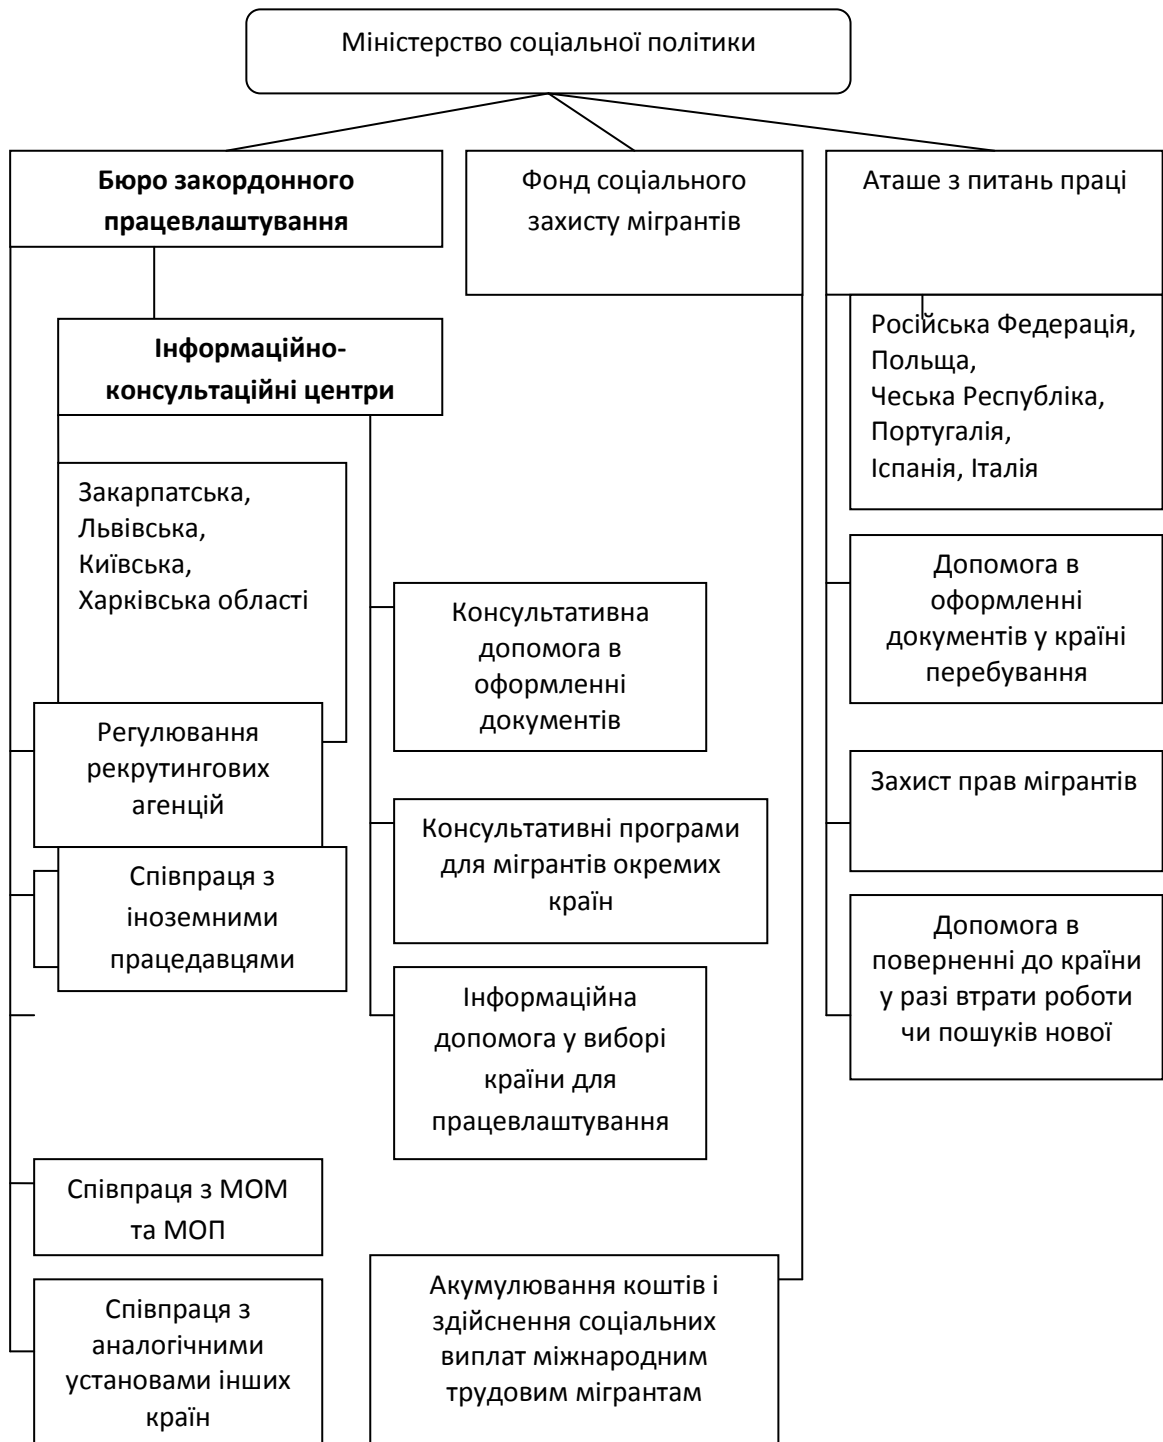 Міністерство соціальної політики
Бюро закордонного
працевлаштування
Фонд соціального
захисту мігрантів
Аташе з питань праці
Інформаційно-
консультаційні центри
Російська Федерація,
Польща,
Чеська Республіка,
Португалія,
Іспанія, Італія
Закарпатська,
Львівська,
Київська,
Харківська області
Консультативна
допомога в
оформленні
документів
Допомога в
оформленні
документів у країні
перебування
Регулювання
рекрутингових
агенцій
Консультативні програми
для мігрантів окремих
країн
Захист прав мігрантів
Співпраця з
іноземними
працедавцями
Інформаційна
допомога у виборі
країни для
працевлаштування
Допомога в
поверненні до країни
у разі втрати роботи
чи пошуків нової
Співпраця з МОМ
та МОП
Акумулювання коштів і
здійснення соціальних
виплат міжнародним
трудовим мігрантам
Співпраця з
аналогічними
установами інших
країн